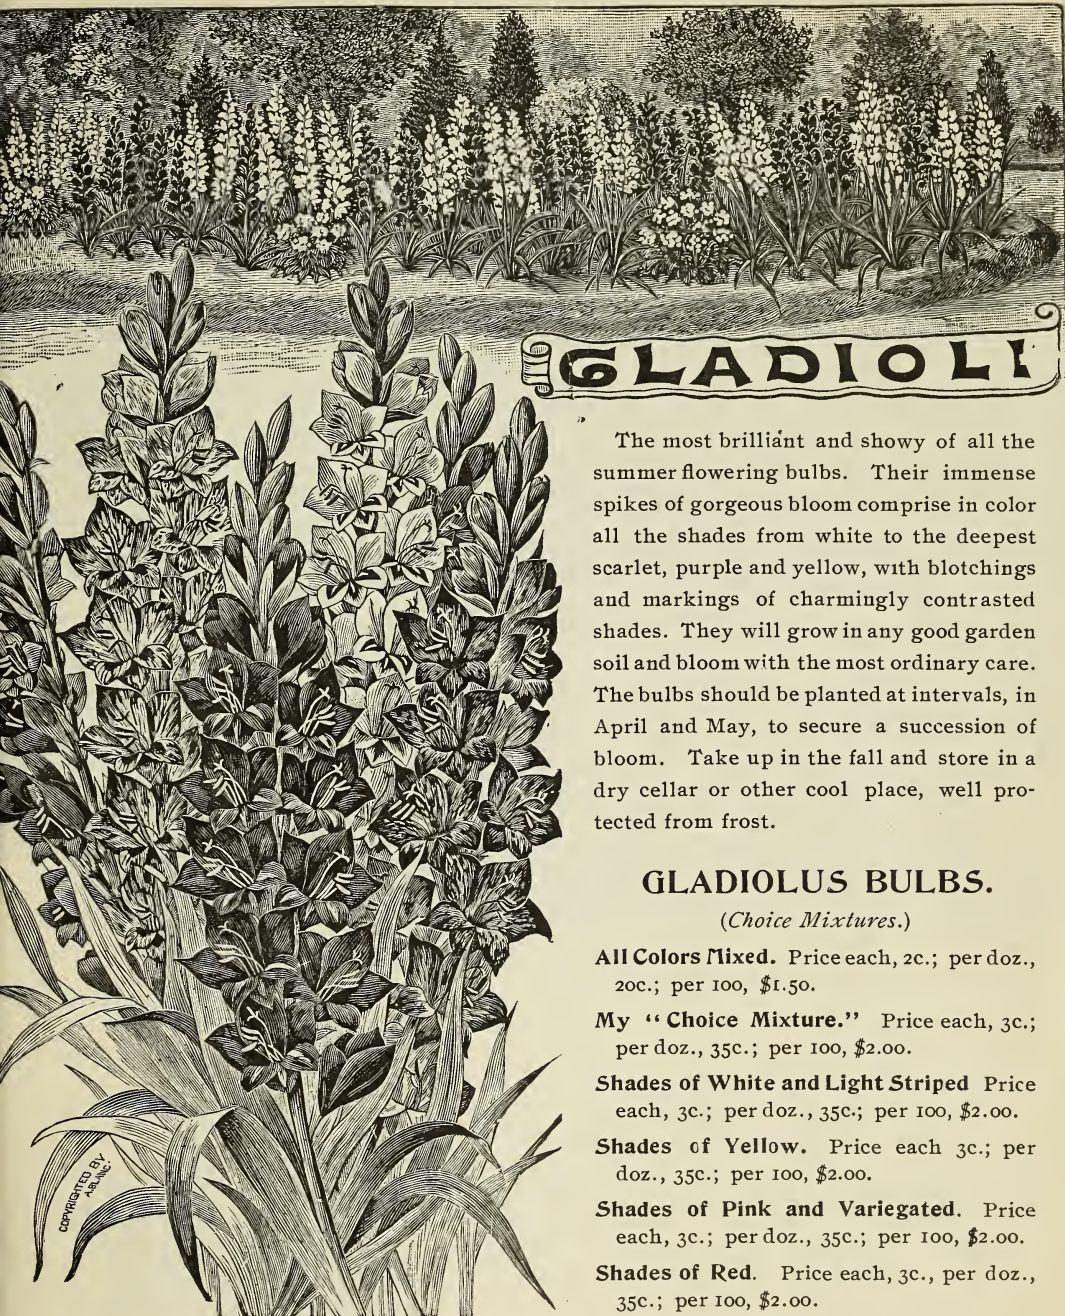 GLADIOLI
The most brilliant and showy of all the
summer flowering bulbs. Their immense
spikes of gorgeous bloom comprise in color
all the shades from white to the deepest
scarlet, purple and yellow, with blotchings
and markings of charmingly contrasted
shades. They will grow in any good garden
soil and bloom with the most ordinary care.
The bulbs should be planted at intervals, in
April and May, to secure a succession of
bloom. Take up in the fall and store in a
dry cellar or other cool place, well pro-
tected from frost.
GLADIOLUS BULBS.
(Choice Mixtures.)
All Colors Mixed. Price each, 2c.; per doz.,
20c.; per 100, $1.50.
My "Choice Mixture." Price each, 3c.;
per doz., 35c.; per 100, $2.00.
Shades of White and Light Striped Price
each, 3c.; per doz., 35c.; per 100, $2.00.
Shades of Yellow. Price each 3c.; per
doz., 35c.; per 100, $2.00.
Shades of Pink and Variegated. Price
each, 3c.; per doz., 35c.; per 100, $2.00.
Shades of Red. Price each, 3c., per doz.,
35c.; per 100, $2.00.
COPYRIGHTED BY
A.BLANC.